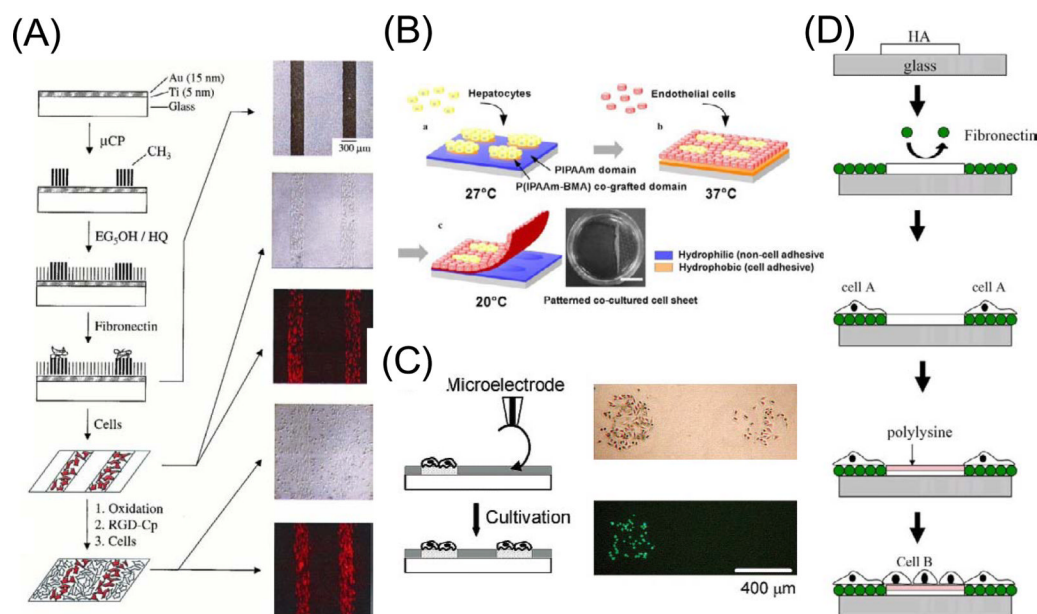 (A)
Au (15 nm)
Ti (5 nm)
Glass
μCP
CH3
EG5OH / HQ
Fibronectin
Cells
1. Oxidation
2. RGD-Cp
3. Cells
300 μm
(B)
Hepatocytes
Endothelial cells
a
b
PIPAAm domain
P(IPAAm-BMA) co-grafted domain
27°C
37°C
c
20°C
Hydrophilic (non-cell adhesive
Hydrophobic (cell adhesive)
Patterned co-cultured cell sheet
(C)
Microelectrode
Cultivation
400 μm
(D)
HA
glass
Fibronectin
cell A
cell A
polylysine
Cell B